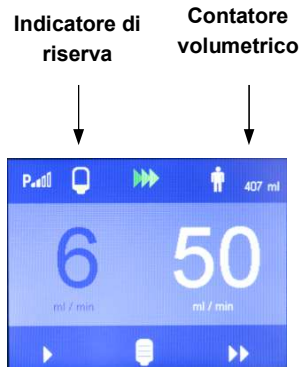 Indicatore di
riserva
Contatore
volumetrico
P
407 ml
6
50
ml / min
ml / min